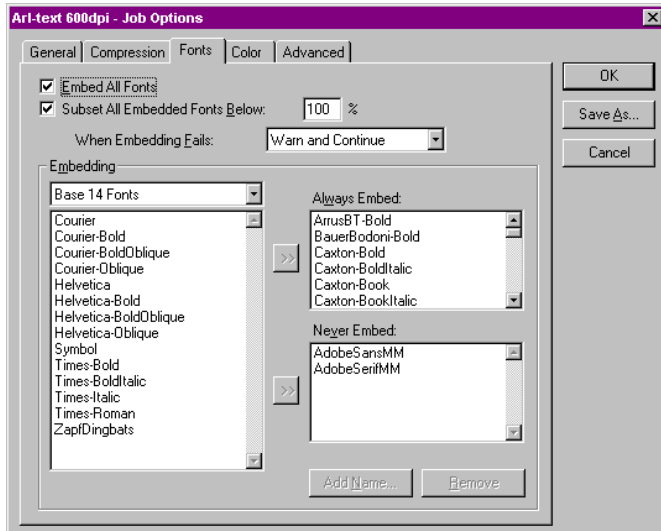 Arl-text 600dpi - Job Options
General Compression Fonts Color Advanced
Embed All Fonts
Subset All Embedded Fonts Below: 100 %
When Embedding Fails: Warn and Continue
OK
Save As...
Cancel
Embedding
Base 14 Fonts
Courier
Courier-Bold
Courier-BoldOblique
Courier-Oblique
Helvetica
Helvetica-Bold
Helvetica-BoldOblique
Helvetica-Oblique
Symbol
Times-Bold
Times-BoldItalic
Times-Italic
Times-Roman
ZapfDingbats
>>
>>
Always Embed:
ArrusBT-Bold
BauerBodoni-Bold
Caxton-Bold
Caxton-BoldItalic
Caxton-Book
Caxton-BookItalic
Never Embed:
AdobeSansMM
AdobeSerifMM
Add Name... Remove